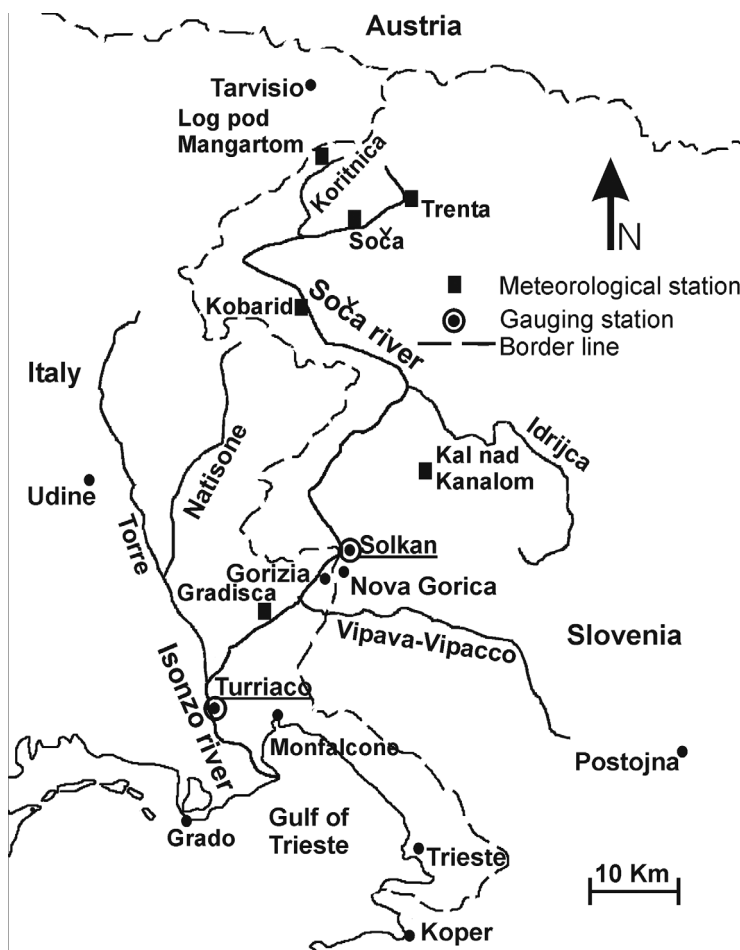 Austria
Tarvisio
Log pod
Mangartom
Koritnica
Trenta
Soča
N
Meteorological station
Gauging station
Border line
Kobarid
Soča river
Italy
Natisone
Idrijca
Kal nad
Kanalom
Udine
Torre
Solkan
Gorizia
Nova Gorica
Gradisca
Vipava-Vipacco
Slovenia
Isonzo river
Turriaco
Monfalcone
Postojna
Grado
Gulf of
Trieste
Trieste
10 Km
Koper